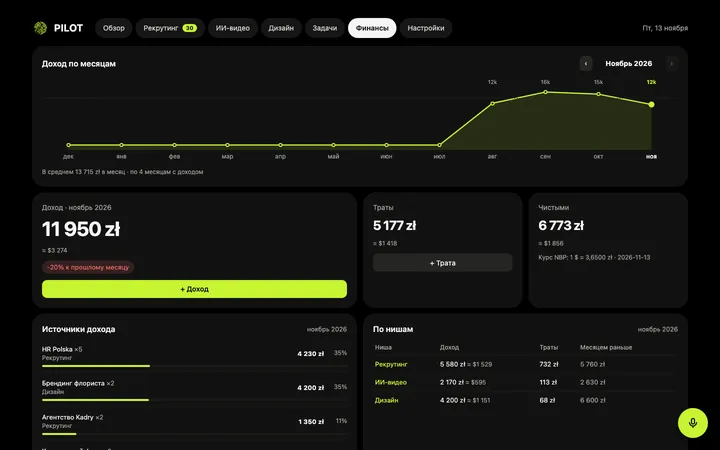 PILOT
Обзор
Рекрутинг 30
ИИ-видео
Дизайн
Задачи
Финансы
Настройки
Пт, 13 ноября
Доход по месяцам
‹ Ноябрь 2026 ›
12k 16k 15k 12k
дек янв фев мар апр май июн июл авг сен окт ноя
В среднем 13 715 zł в месяц · по 4 месяцам с доходом
Доход · ноябрь 2026
11 950 zł
≈ $3 274
-20% к прошлому месяцу
+ Доход
Траты
5 177 zł
≈ $1 418
+ Трата
Чистыми
6 773 zł
≈ $1 856
Курс NBP: 1 $ = 3,6500 zł · 2026-11-13
Источники дохода
ноябрь 2026
HR Polska ×5
4 230 zł 35%
Рекрутинг
Брендинг флориста ×2
4 200 zł 35%
Дизайн
Агентство Kadry ×2
1 350 zł 11%
Рекрутинг
По нишам
ноябрь 2026
Ниша Доход Траты Месяцем раньше
Рекрутинг 5 580 zł ≈ $1 529 732 zł 5 760 zł
ИИ-видео 2 170 zł ≈ $595 113 zł 2 630 zł
Дизайн 4 200 zł ≈ $1 151 68 zł 6 600 zł